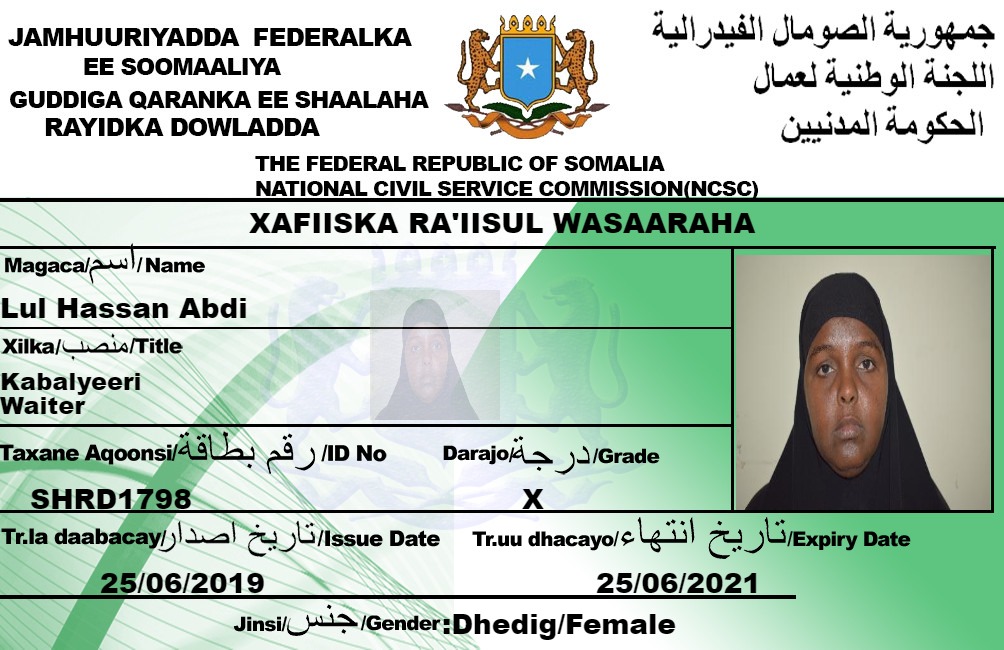 JAMHUURIYADDA FEDERALKA
EE SOOMAALIYA
GUDDIGA QARANKA EE SHAALAHA
RAYIDKA DOWLADDA
جمهورية الصومال الفيدرالية
اللجنة الوطنية لعمال
الحكومة المدنيين
THE FEDERAL REPUBLIC OF SOMALIA
NATIONAL CIVIL SERVICE COMMISSION(NCSC)
XAFIISKA RA'IISUL WASAARAHA
Magaca/اسم/Name
Lul Hassan Abdi
Xilka/منصب/Title
Kabalyeeri
Waiter
Taxane Aqoonsi/رقم بطاقة/ID No Darajo/درجة/Grade
SHRD1798 X
Tr.la daabacay/تاريخ اصدار/Issue Date Tr.uu dhacayo/تاريخ انتهاء/Expiry Date
25/06/2019 25/06/2021
Jinsi/جنس/Gender:Dhedig/Female